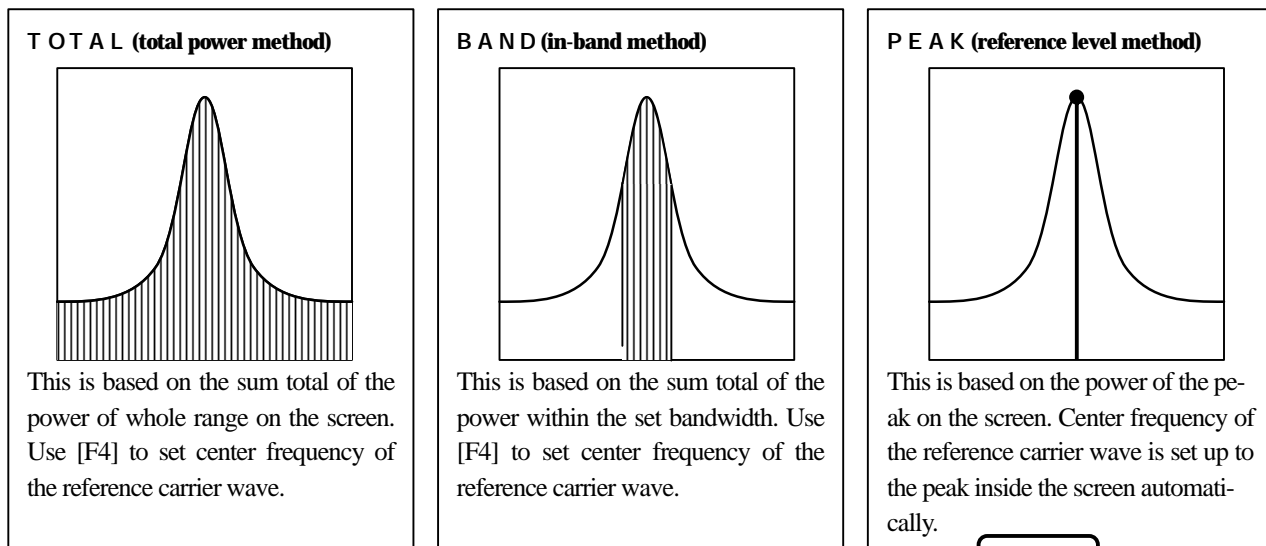 TOTAL (total power method)
This is based on the sum total of the
power of whole range on the screen.
Use [F4] to set center frequency of
the reference carrier wave.
BAND (in-band method)
This is based on the sum total of the
power within the set bandwidth. Use
[F4] to set center frequency of the
reference carrier wave.
PEAK (reference level method)
This is based on the power of the pe-
ak on the screen. Center frequency of
the reference carrier wave is set up to
the peak inside the screen automati-
cally.